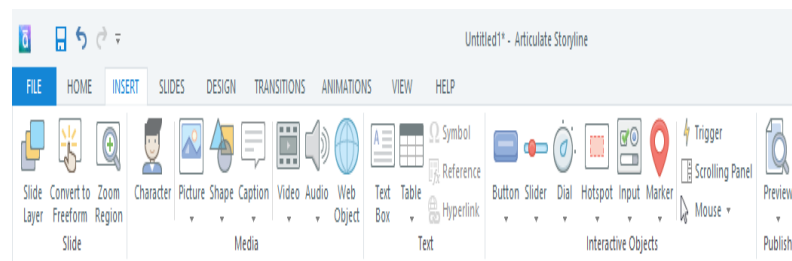 Untitled1* - Articulate Storyline
FILE HOME INSERT SLIDES DESIGN TRANSITIONS ANIMATIONS VIEW HELP
Slide Layer
Convert to Freeform
Zoom Region
Slide
Character
Picture
Shape
Caption
Video
Audio
Web Object
Media
Text Box
Table
Symbol
Reference
Hyperlink
Text
Button
Slider
Dial
Hotspot
Input
Marker
Trigger
Scrolling Panel
Mouse
Interactive Objects
Preview
Publish